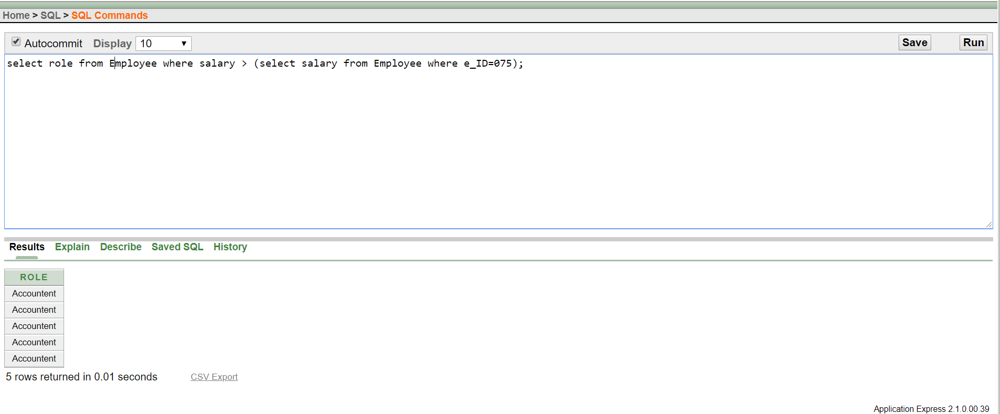 Home > SQL > SQL Commands
Autocommit Display 10 Save Run
select role from Employee where salary > (select salary from Employee where e_ID=075);
Results Explain Describe Saved SQL History
ROLE
Accountent
Accountent
Accountent
Accountent
Accountent
5 rows returned in 0.01 seconds CSV Export
Application Express 2.1.0.00.39